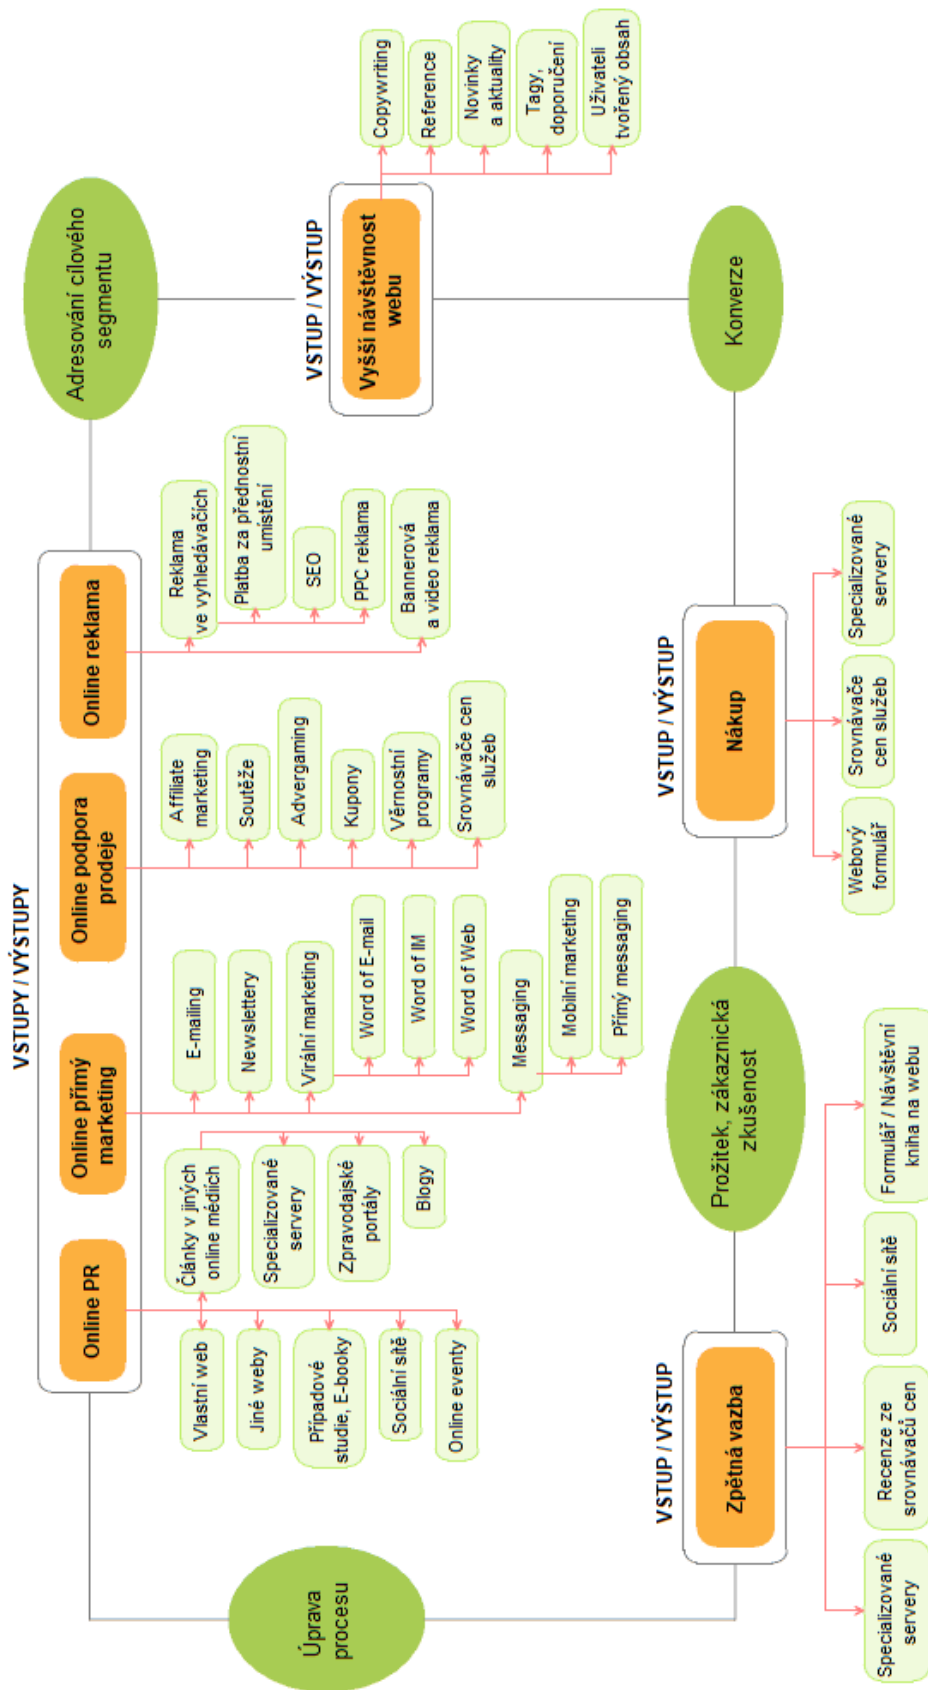 VSTUPY / VÝSTUPY
Online PR
Online přímý
marketing
Online podpora
prodeje
Online reklama
Adresování cílového
segmentu
Vlastní web
Jiné weby
Případové
studie, E-booky
Sociální sítě
Online eventy
Články v jiných
online médiích
Specializované
servery
Zpravodajské
portály
Blogy
E-mailing
Newslettery
Virální marketing
Word of E-mail
Word of IM
Word of Web
Messaging
Mobilní marketing
Přímý messaging
Affiliate
marketing
Soutěže
Advergaming
Kupony
Věrnostní
programy
Srovnávače cen
služeb
Reklama
ve vyhledávačích
Platba za přednostní
umístění
SEO
PPC reklama
Bannerová
a video reklama
VSTUP / VÝSTUP
Vyšší návštěvnost
webu
Copywriting
Reference
Novinky
a aktuality
Tagy,
doporučení
Uživateli
tvořený obsah
Úprava
procesu
VSTUP / VÝSTUP
Zpětná vazba
Prožitek, zákaznická
zkušenost
VSTUP / VÝSTUP
Nákup
Konverze
Specializované
servery
Recenze ze
srovnávačů cen
Sociální sítě
Formulář / Návštěvní
kniha na webu
Webový
formulář
Srovnávače
cen služeb
Specializované
servery